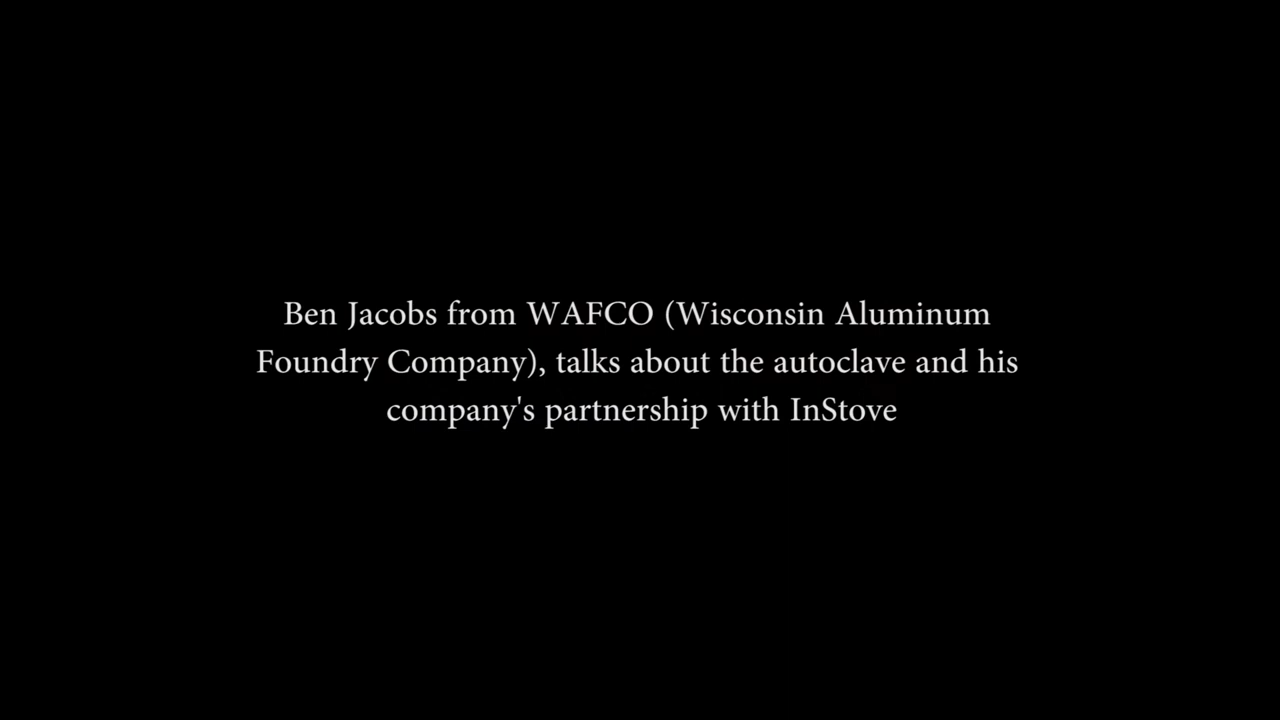 Ben Jacobs from WAFCO (Wisconsin Aluminum
Foundry Company), talks about the autoclave and his
company's partnership with InStove